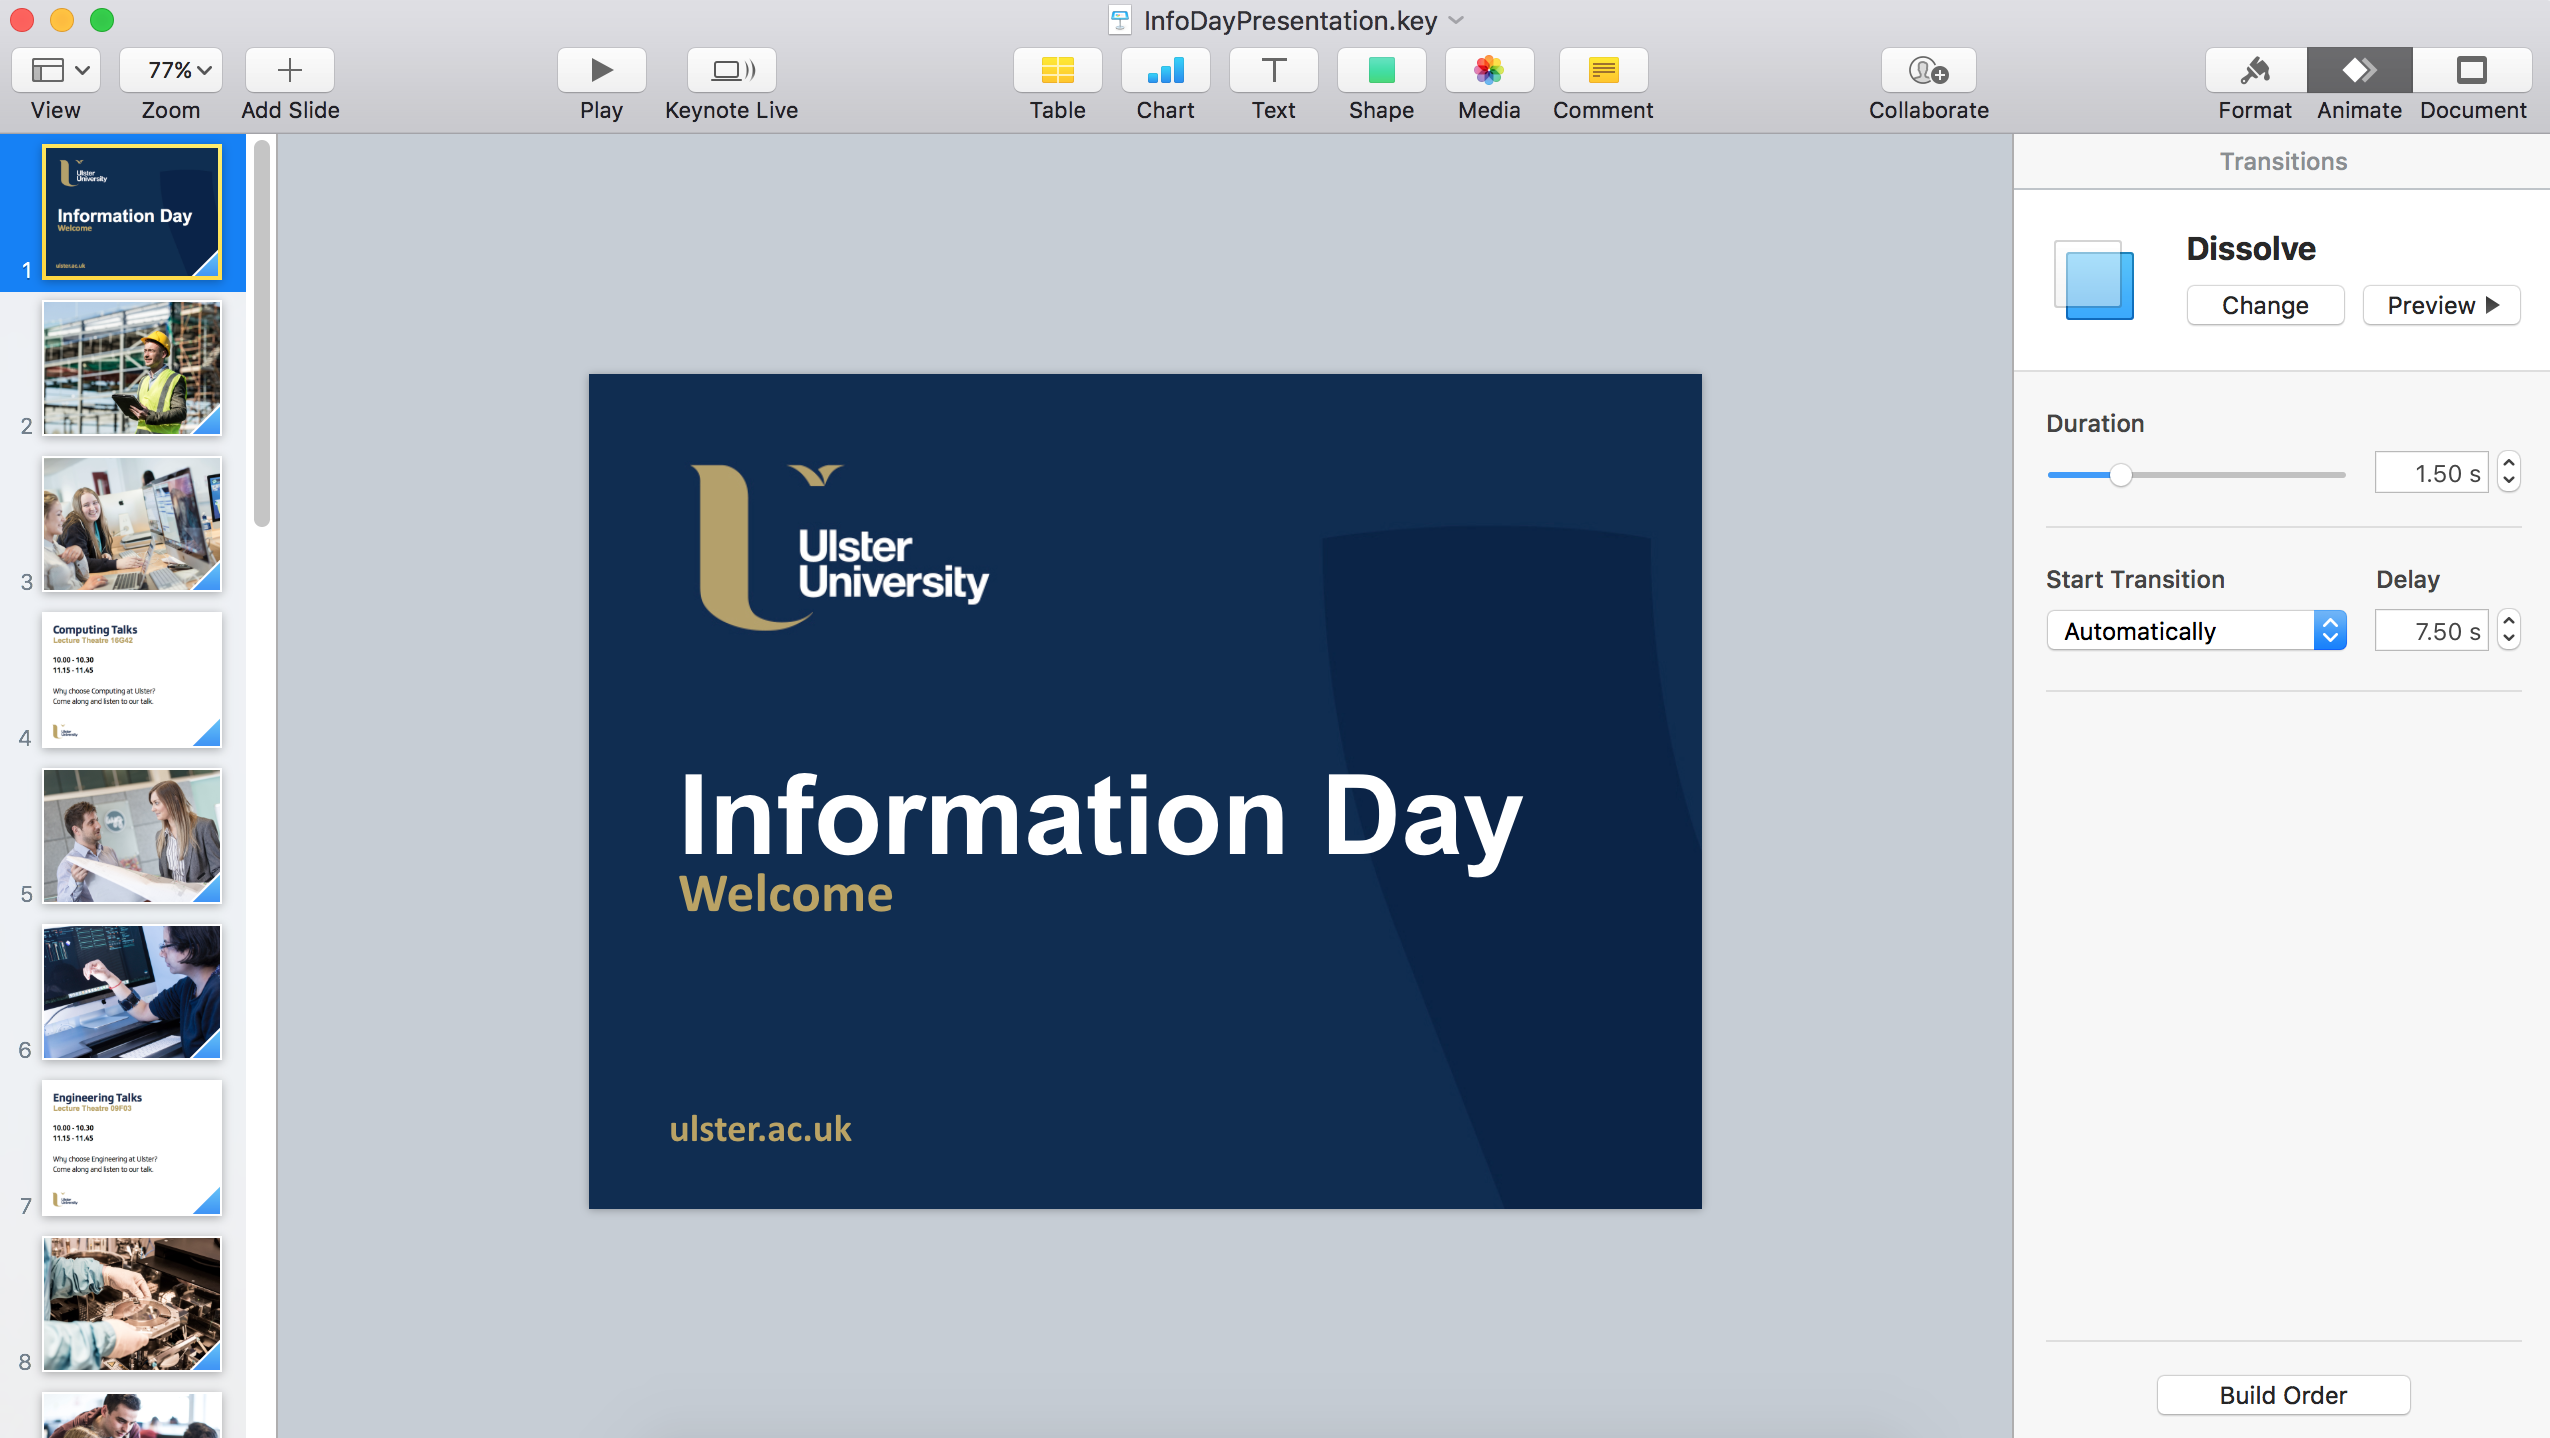 InfoDayPresentation.key
77%
View
Zoom
Add Slide
Play
Keynote Live
Table
Chart
Text
Shape
Media
Comment
Collaborate
Format
Animate
Document
Ulster
University
Information Day
Welcome
ulster.ac.uk
1
2
3
Computing Talks
Lecture Theatre 16G42
10.00 - 10.30
11.15 - 11.45
Why choose Computing at Ulster?
Come along and listen to our talk.
Ulster
University
4
5
6
Engineering Talks
Lecture Theatre 09F03
10.00 - 10.30
11.15 - 11.45
Why choose Engineering at Ulster?
Come along and listen to our talk.
Ulster
University
7
8
Ulster
University
Information Day
Welcome
ulster.ac.uk
Transitions
Dissolve
Change
Preview
Duration
1.50 s
Start Transition
Delay
Automatically
7.50 s
Build Order